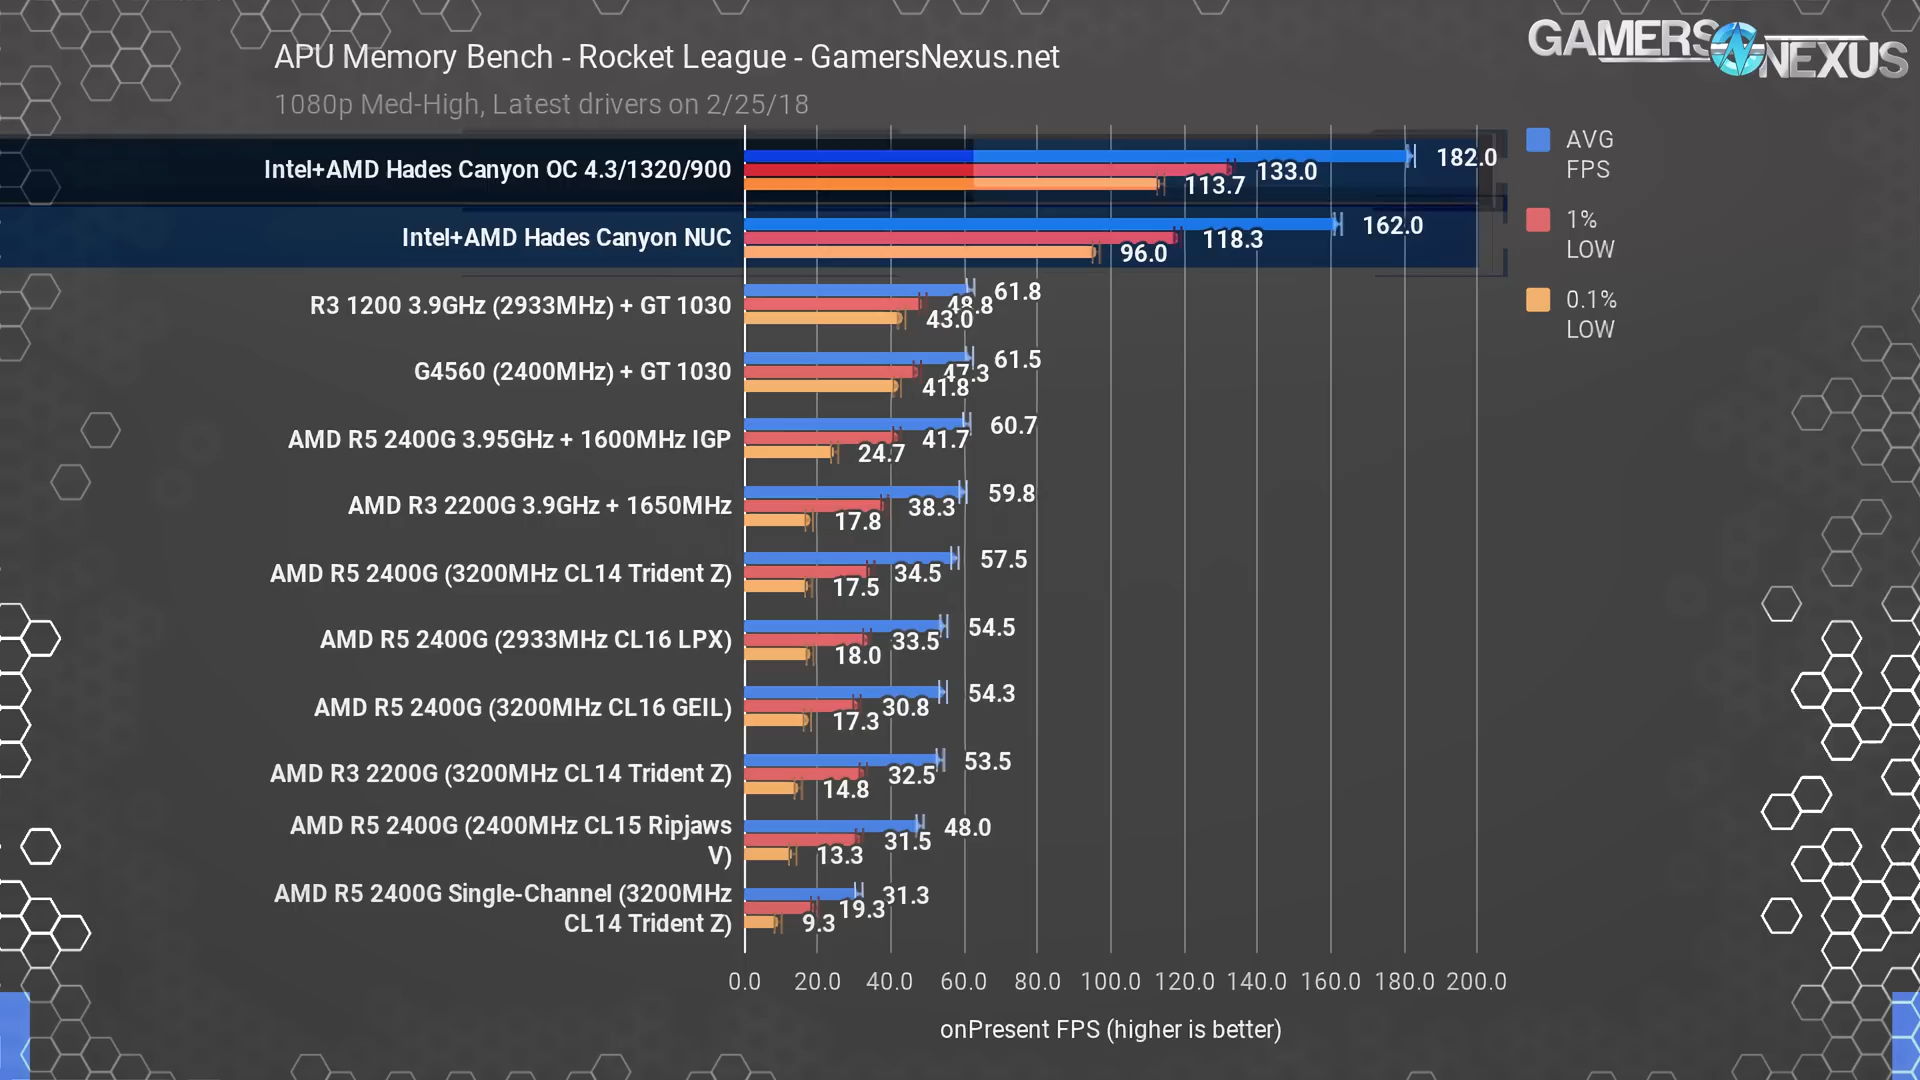 APU Memory Bench - Rocket League - GamersNexus.net
1080p Med-High, Latest drivers on 2/25/18
GAMERS NEXUS
AVG
FPS
1%
LOW
0.1%
LOW
Intel+AMD Hades Canyon OC 4.3/1320/900
182.0
133.0
113.7
Intel+AMD Hades Canyon NUC
162.0
118.3
96.0
R3 1200 3.9GHz (2933MHz) + GT 1030
61.8
48.8
43.0
G4560 (2400MHz) + GT 1030
61.5
47.3
41.8
AMD R5 2400G 3.95GHz + 1600MHz IGP
60.7
41.7
24.7
AMD R3 2200G 3.9GHz + 1650MHz
59.8
38.3
17.8
AMD R5 2400G (3200MHz CL14 Trident Z)
57.5
34.5
17.5
AMD R5 2400G (2933MHz CL16 LPX)
54.5
33.5
18.0
AMD R5 2400G (3200MHz CL16 GEIL)
54.3
30.8
17.3
AMD R3 2200G (3200MHz CL14 Trident Z)
53.5
32.5
14.8
AMD R5 2400G (2400MHz CL15 Ripjaws
V)
48.0
31.5
13.3
AMD R5 2400G Single-Channel (3200MHz
CL14 Trident Z)
31.3
19.3
9.3
0.0 20.0 40.0 60.0 80.0 100.0 120.0 140.0 160.0 180.0 200.0
onPresent FPS (higher is better)